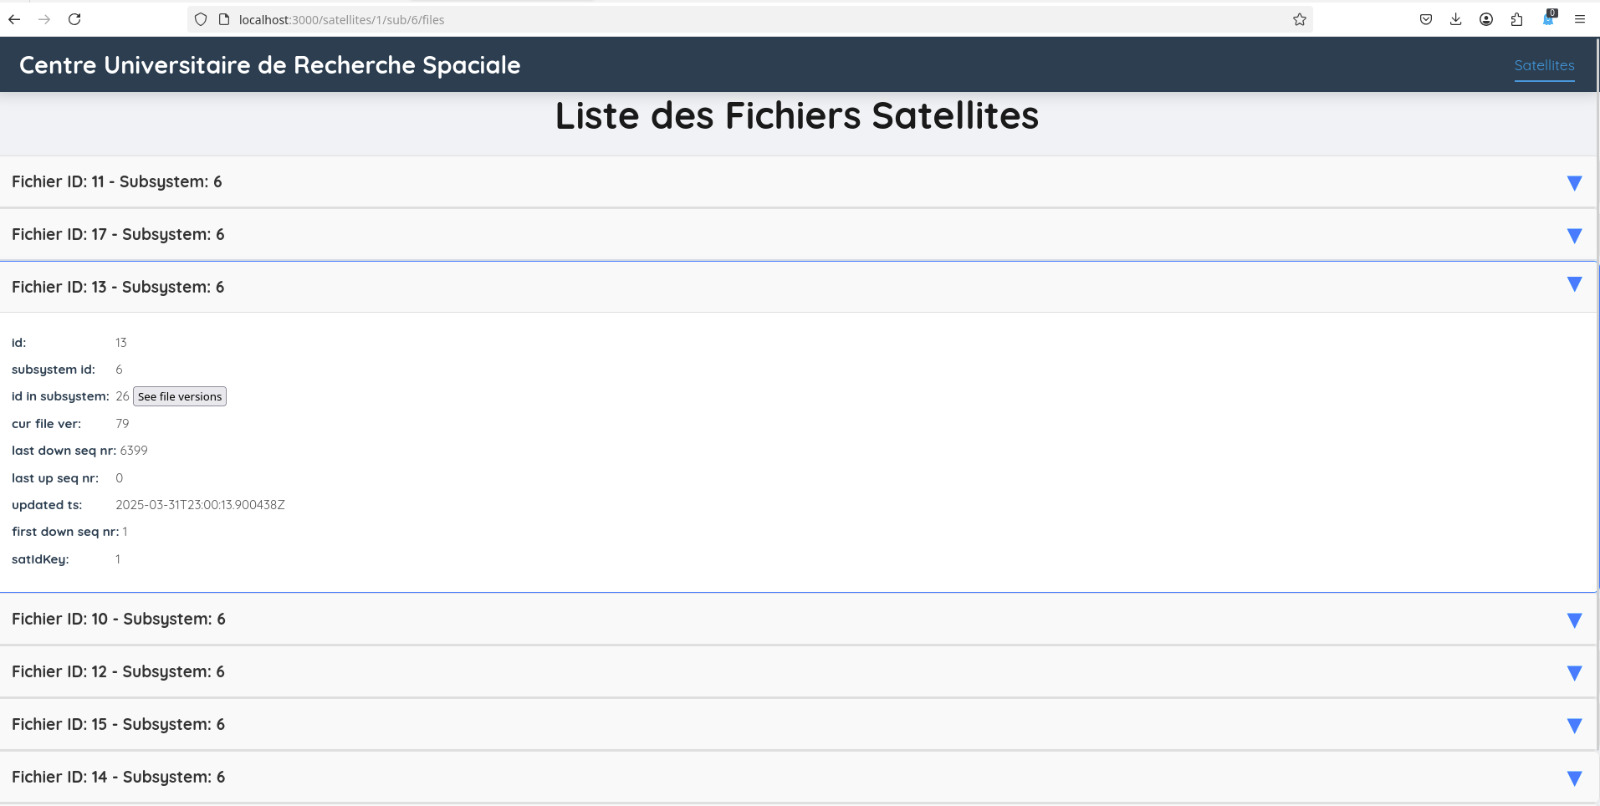 localhost:3000/satellites/1/sub/6/files
0
Centre Universitaire de Recherche Spaciale
Satellites
Liste des Fichiers Satellites
Fichier ID: 11 - Subsystem: 6
Fichier ID: 17 - Subsystem: 6
Fichier ID: 13 - Subsystem: 6
id: 13
subsystem id: 6
id in subsystem: 26 See file versions
cur file ver: 79
last down seq nr: 6399
last up seq nr: 0
updated ts: 2025-03-31T23:00:13.900438Z
first down seq nr: 1
satIdKey: 1
Fichier ID: 10 - Subsystem: 6
Fichier ID: 12 - Subsystem: 6
Fichier ID: 15 - Subsystem: 6
Fichier ID: 14 - Subsystem: 6